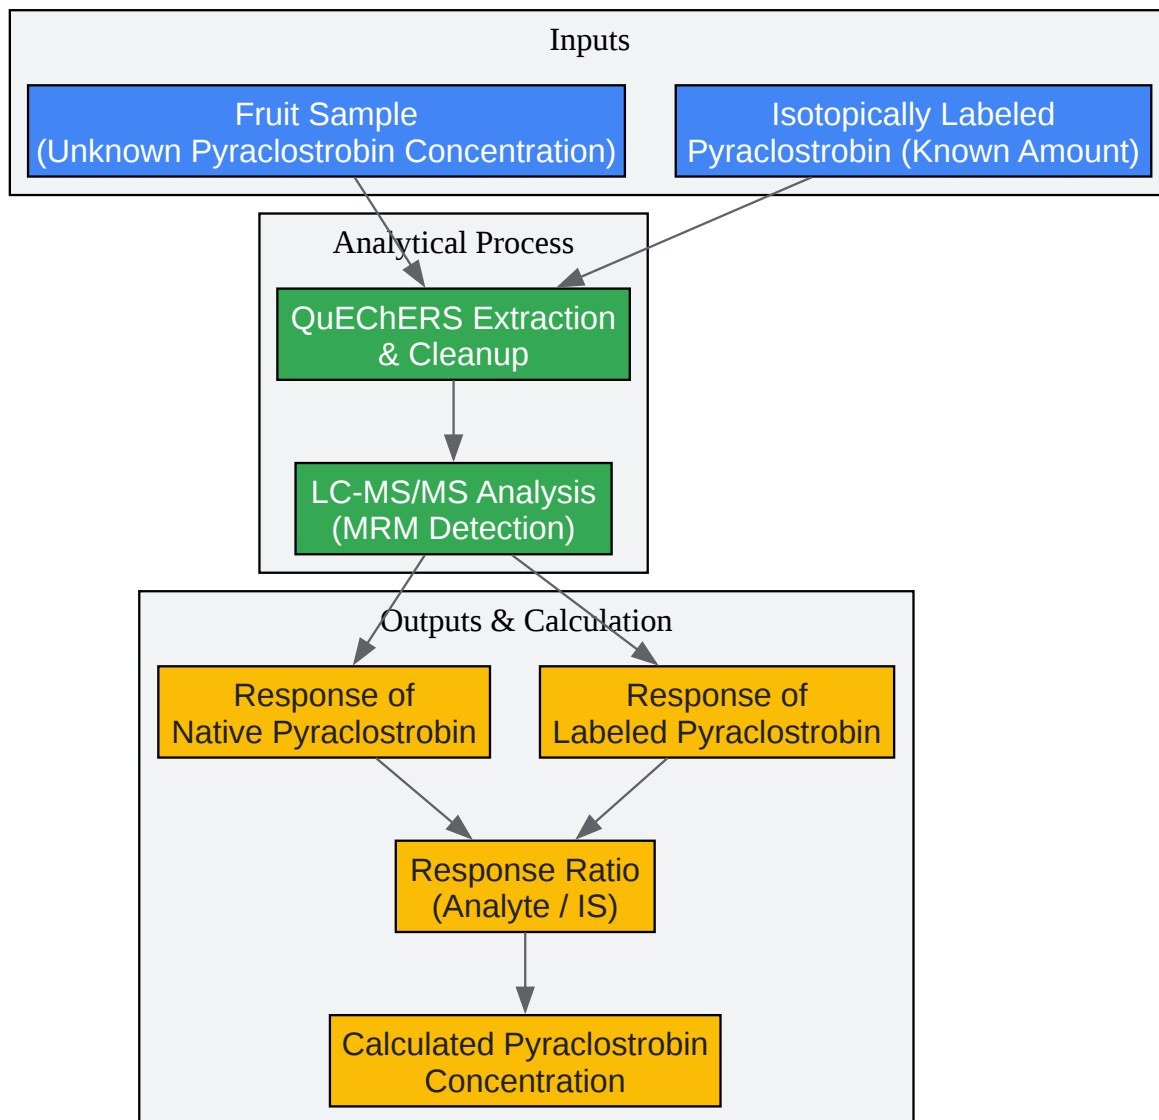 Inputs
Fruit Sample
(Unknown Pyraclostrobin Concentration)
Isotopically Labeled
Pyraclostrobin (Known Amount)
Analytical Process
QuEChERS Extraction
& Cleanup
LC-MS/MS Analysis
(MRM Detection)
Outputs & Calculation
Response of
Native Pyraclostrobin
Response of
Labeled Pyraclostrobin
Response Ratio
(Analyte / IS)
Calculated Pyraclostrobin
Concentration